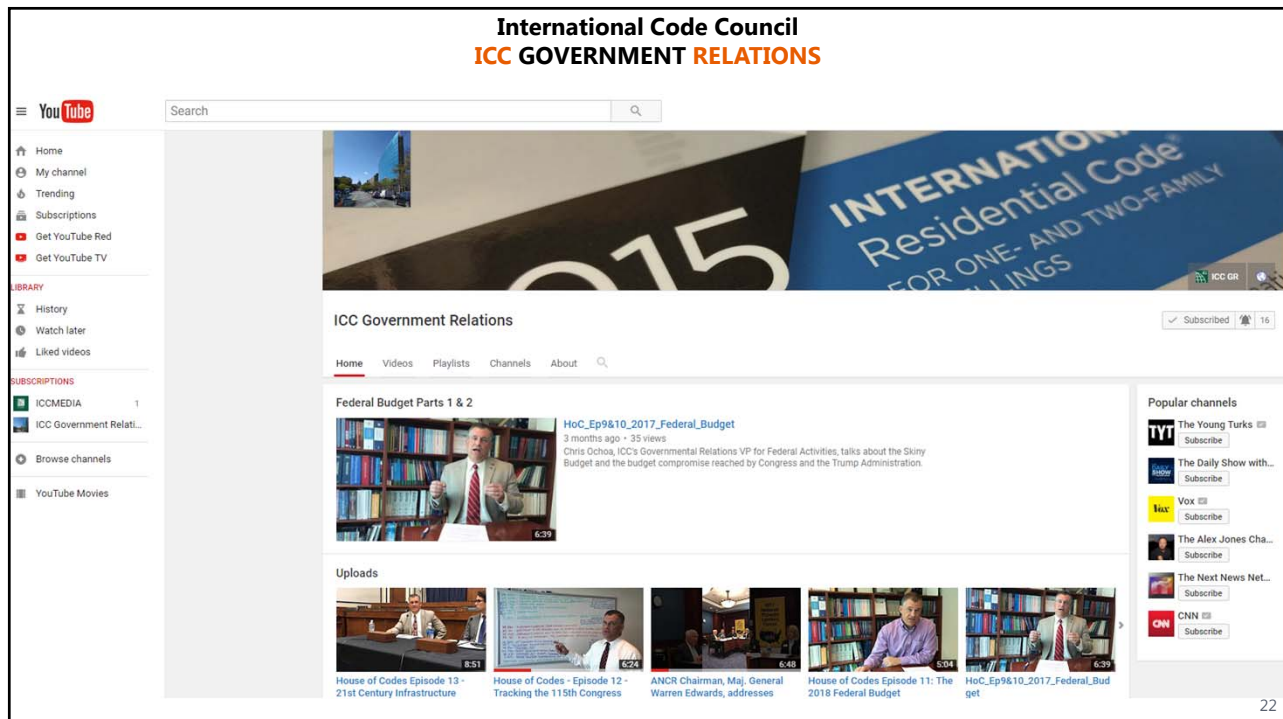 International Code Council
ICC GOVERNMENT RELATIONS
You Tube
Search
Home
My channel
Trending
Subscriptions
Get YouTube Red
Get YouTube TV
LIBRARY
History
Watch later
Liked videos
SUBSCRIPTIONS
ICCMEDIA 1
ICC Government Relati...
Browse channels
YouTube Movies
015
INTERNATIONAL
Residential Code
FOR ONE- AND TWO-FAMILY
LLINGS
ICC GR
ICC Government Relations
Subscribed 16
Home Videos Playlists Channels About
Federal Budget Parts 1 & 2
HoC_Ep9&10_2017_Federal_Budget
3 months ago • 35 views
Chris Ochoa, ICC's Governmental Relations VP for Federal Activities, talks about the Skiny
Budget and the budget compromise reached by Congress and the Trump Administration.
6:39
Uploads
8:51
House of Codes Episode 13 -
21st Century Infrastructure
6:24
House of Codes - Episode 12 -
Tracking the 115th Congress
6:48
ANCR Chairman, Maj. General
Warren Edwards, addresses
5:04
House of Codes Episode 11: The
2018 Federal Budget
6:39
HoC_Ep9&10_2017_Federal_Bud
get
Popular channels
TYT
The Young Turks
Subscribe
The Daily Show with...
Subscribe
Vox
Vox
Subscribe
The Alex Jones Cha...
Subscribe
The Next News Net...
Subscribe
CNN
CNN
Subscribe
22